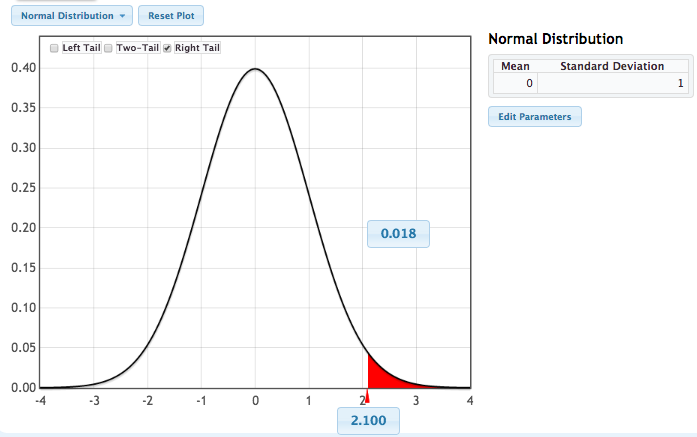 Normal Distribution Reset Plot
Left Tail Two-Tail Right Tail
Normal Distribution
Mean Standard Deviation
0 1
Edit Parameters
0.40
0.35
0.30
0.25
0.20
0.15
0.10
0.05
0.00
0.018
-4 -3 -2 -1 0 1 2 3 4
2.100